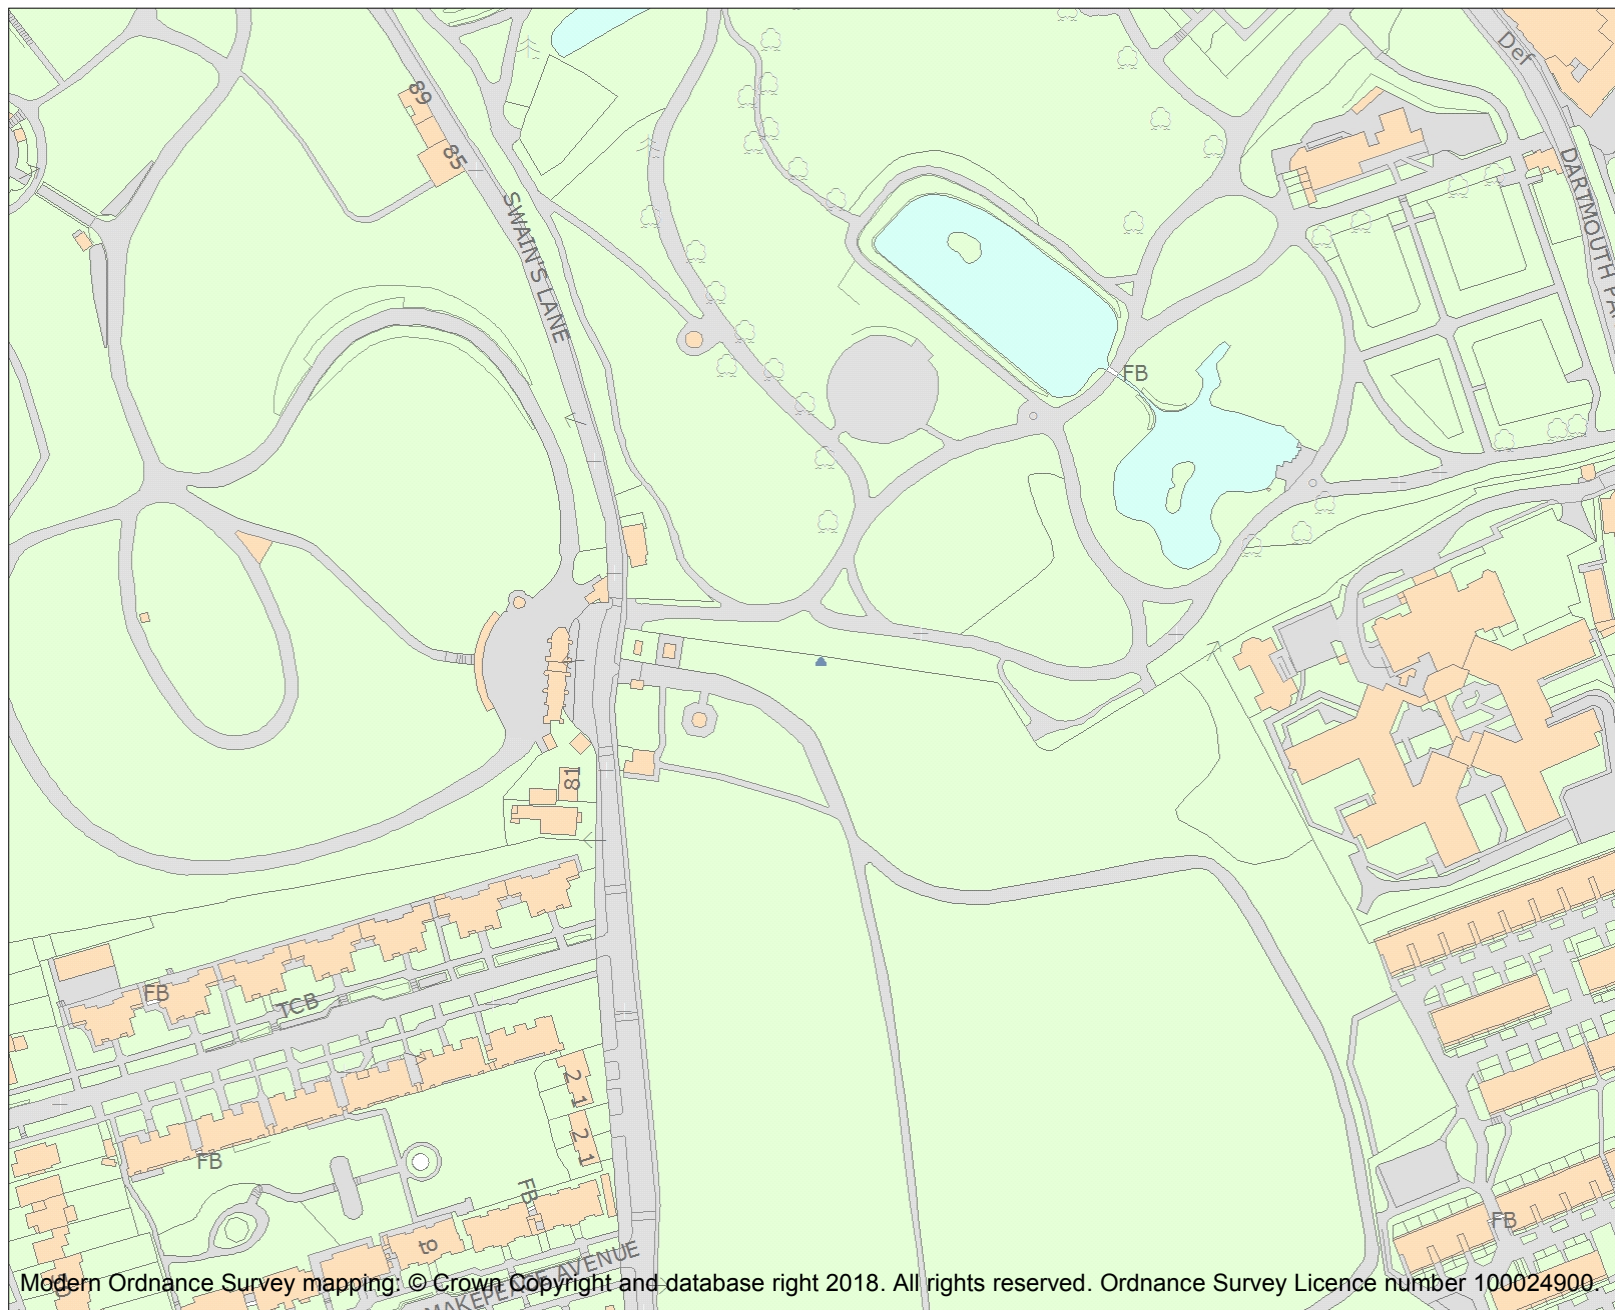 Def
89
85
SWAIN'S LANE
DARTMOUTH PA
FB
81
FB
TCB
2
1
2
1
FB
FB
FB
to
MAKEPEACE AVENUE
Modern Ordnance Survey mapping: © Crown Copyright and database right 2018. All rights reserved. Ordnance Survey Licence number 100024900.